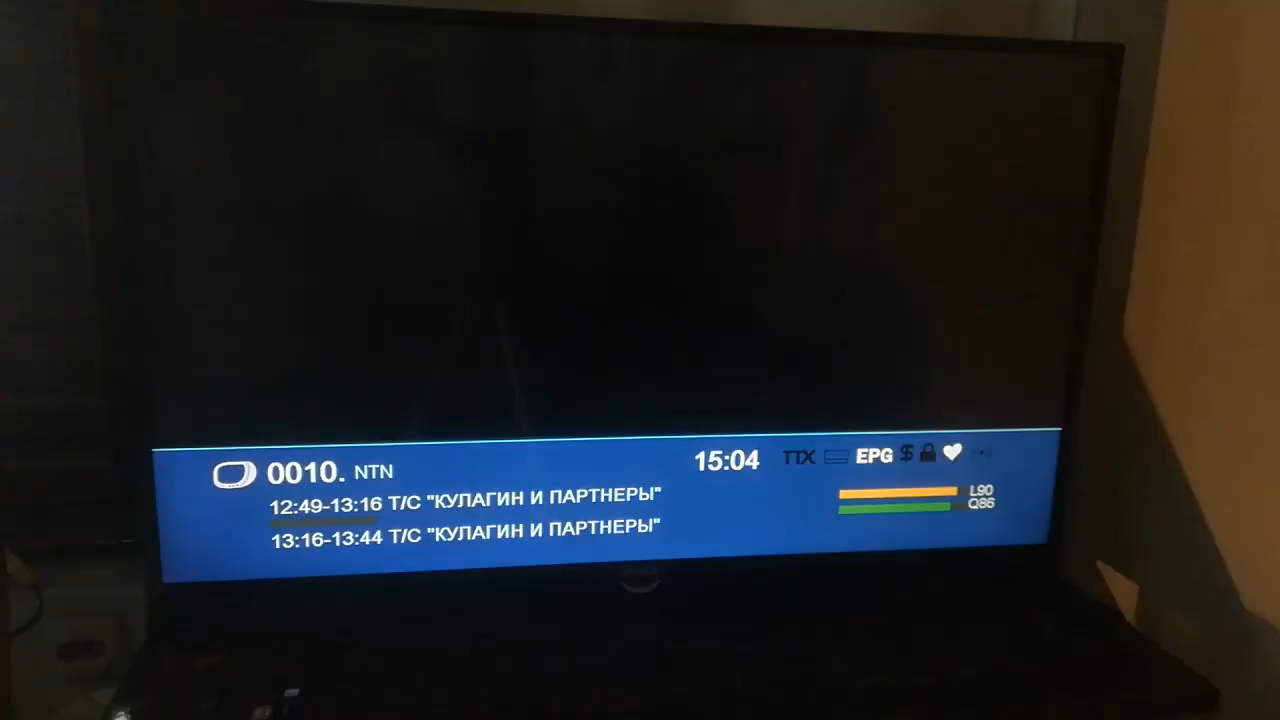 0010. NTN
15:04 TTX EPG $
12:49-13:16 Т/С "КУЛАГИН И ПАРТНЕРЫ"
L90
Q86
13:16-13:44 Т/С "КУЛАГИН И ПАРТНЕРЫ"